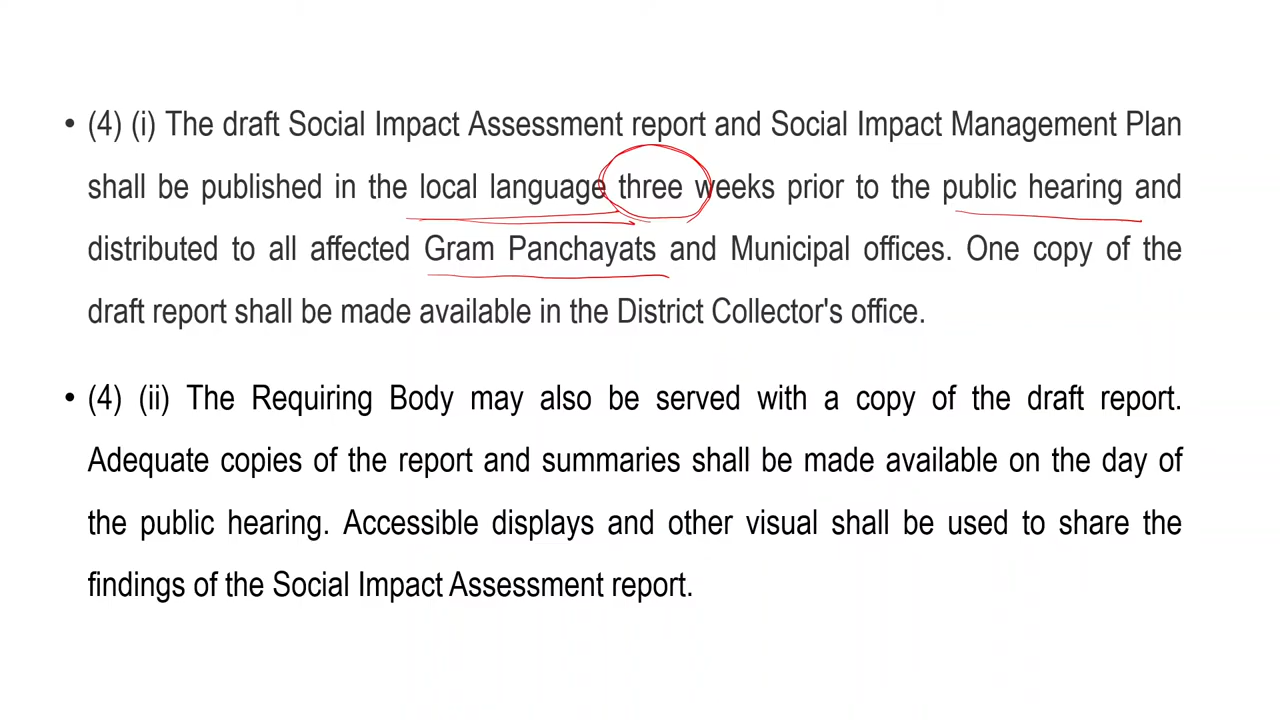 • (4) (i) The draft Social Impact Assessment report and Social Impact Management Plan
shall be published in the local language three weeks prior to the public hearing and
distributed to all affected Gram Panchayats and Municipal offices. One copy of the
draft report shall be made available in the District Collector's office.
• (4) (ii) The Requiring Body may also be served with a copy of the draft report.
Adequate copies of the report and summaries shall be made available on the day of
the public hearing. Accessible displays and other visual shall be used to share the
findings of the Social Impact Assessment report.